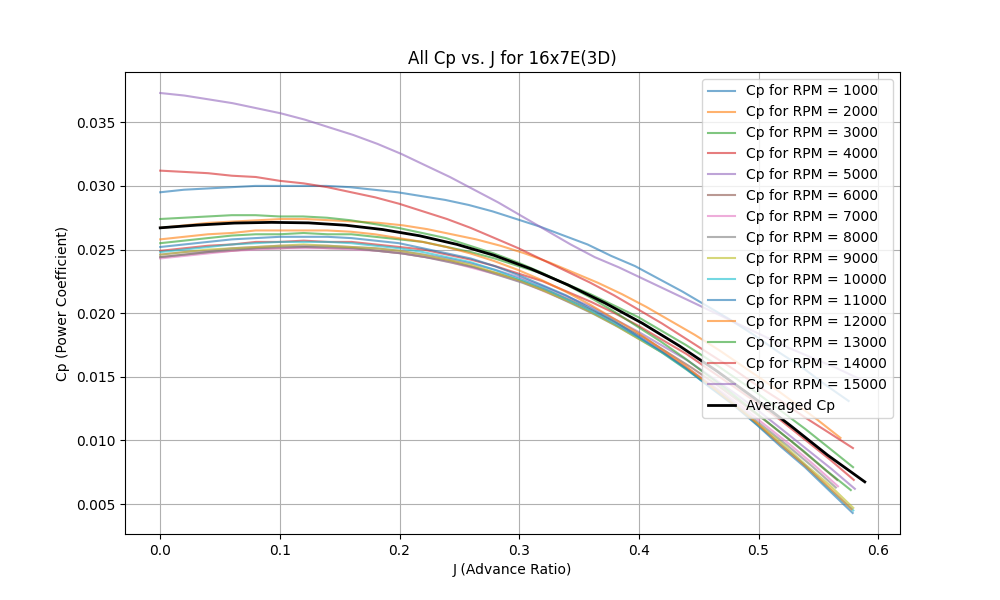 All Cp vs. J for 16x7E(3D)
Cp (Power Coefficient)
0.035
0.030
0.025
0.020
0.015
0.010
0.005
Cp for RPM = 1000
Cp for RPM = 2000
Cp for RPM = 3000
Cp for RPM = 4000
Cp for RPM = 5000
Cp for RPM = 6000
Cp for RPM = 7000
Cp for RPM = 8000
Cp for RPM = 9000
Cp for RPM = 10000
Cp for RPM = 11000
Cp for RPM = 12000
Cp for RPM = 13000
Cp for RPM = 14000
Cp for RPM = 15000
Averaged Cp
0.0 0.1 0.2 0.3 0.4 0.5 0.6
J (Advance Ratio)